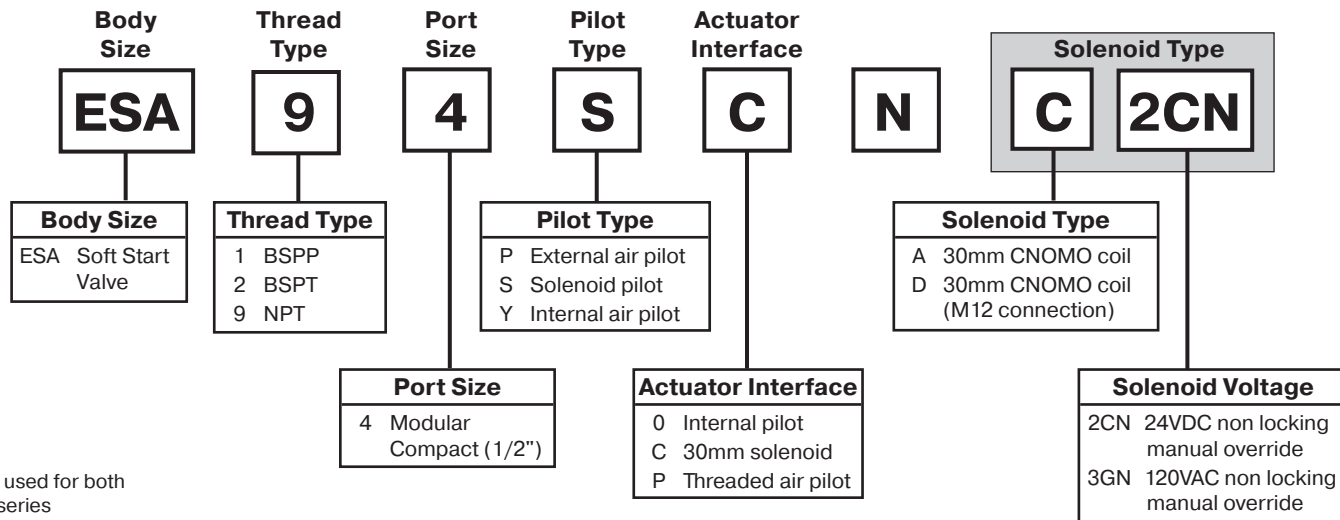 Body Size
Thread Type
Port Size
Pilot Type
Actuator Interface
Solenoid Type
ESA 9 4 S C N C 2CN
Body Size
ESA Soft Start
Valve
Thread Type
1 BSPP
2 BSPT
9 NPT
Pilot Type
P External air pilot
S Solenoid pilot
Y Internal air pilot
Solenoid Type
A 30mm CNOMO coil
D 30mm CNOMO coil
(M12 connection)
Port Size
4 Modular
Compact (1/2")
Actuator Interface
0 Internal pilot
C 30mm solenoid
P Threaded air pilot
Solenoid Voltage
2CN 24VDC non locking
manual override
3GN 120VAC non locking
manual override
used for both
series